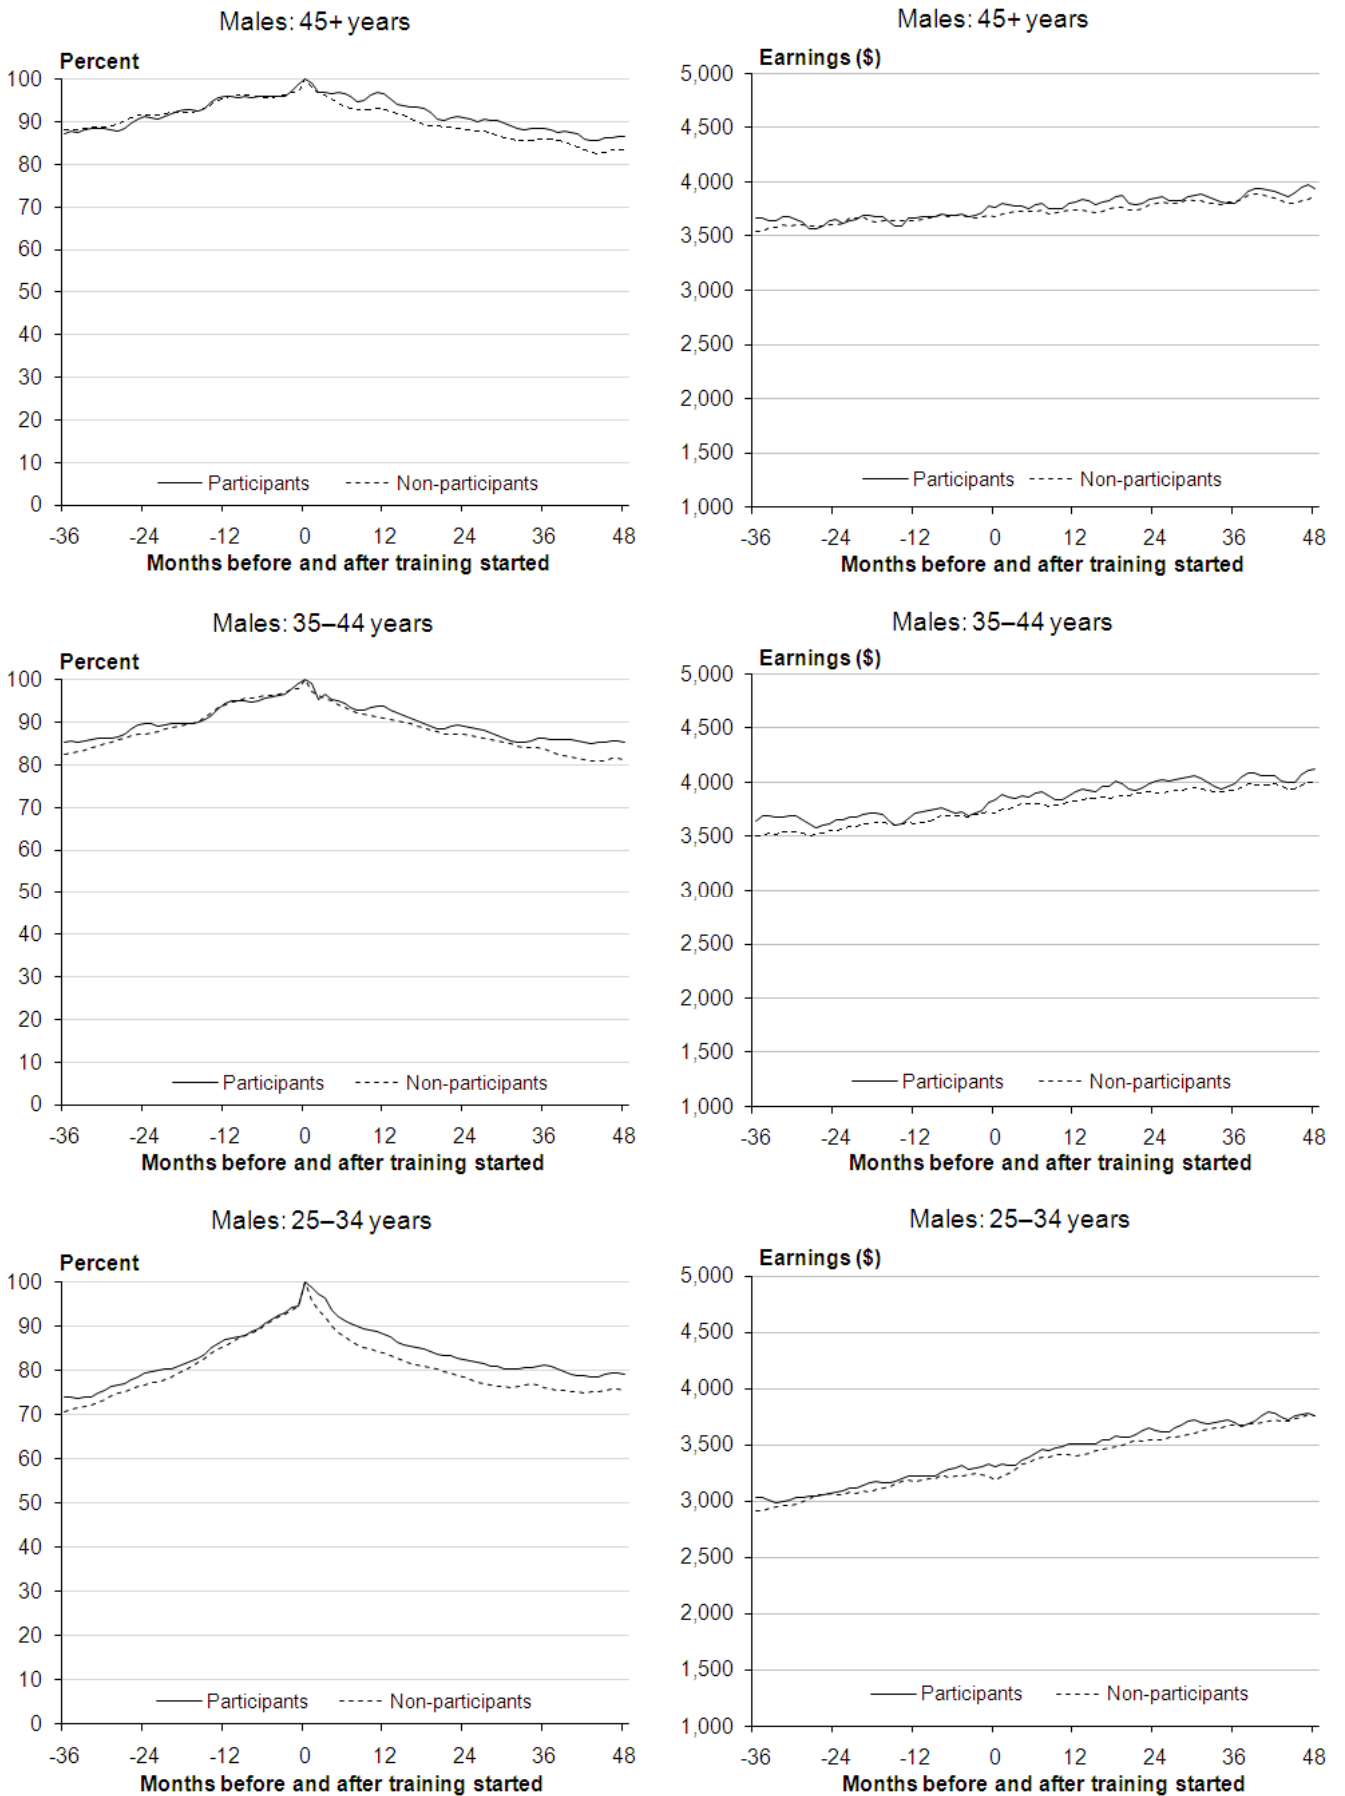 Males: 45+ years
Percent
100
90
80
70
60
50
40
30
20
10
0
Participants Non-participants
-36 -24 -12 0 12 24 36 48
Months before and after training started
Males: 45+ years
Earnings ($)
5,000
4,500
4,000
3,500
3,000
2,500
2,000
1,500
1,000
Participants Non-participants
-36 -24 -12 0 12 24 36 48
Months before and after training started
Males: 35–44 years
Percent
100
90
80
70
60
50
40
30
20
10
0
Participants Non-participants
-36 -24 -12 0 12 24 36 48
Months before and after training started
Males: 35–44 years
Earnings ($)
5,000
4,500
4,000
3,500
3,000
2,500
2,000
1,500
1,000
Participants Non-participants
-36 -24 -12 0 12 24 36 48
Months before and after training started
Males: 25–34 years
Percent
100
90
80
70
60
50
40
30
20
10
0
Participants Non-participants
-36 -24 -12 0 12 24 36 48
Months before and after training started
Males: 25–34 years
Earnings ($)
5,000
4,500
4,000
3,500
3,000
2,500
2,000
1,500
1,000
Participants Non-participants
-36 -24 -12 0 12 24 36 48
Months before and after training started